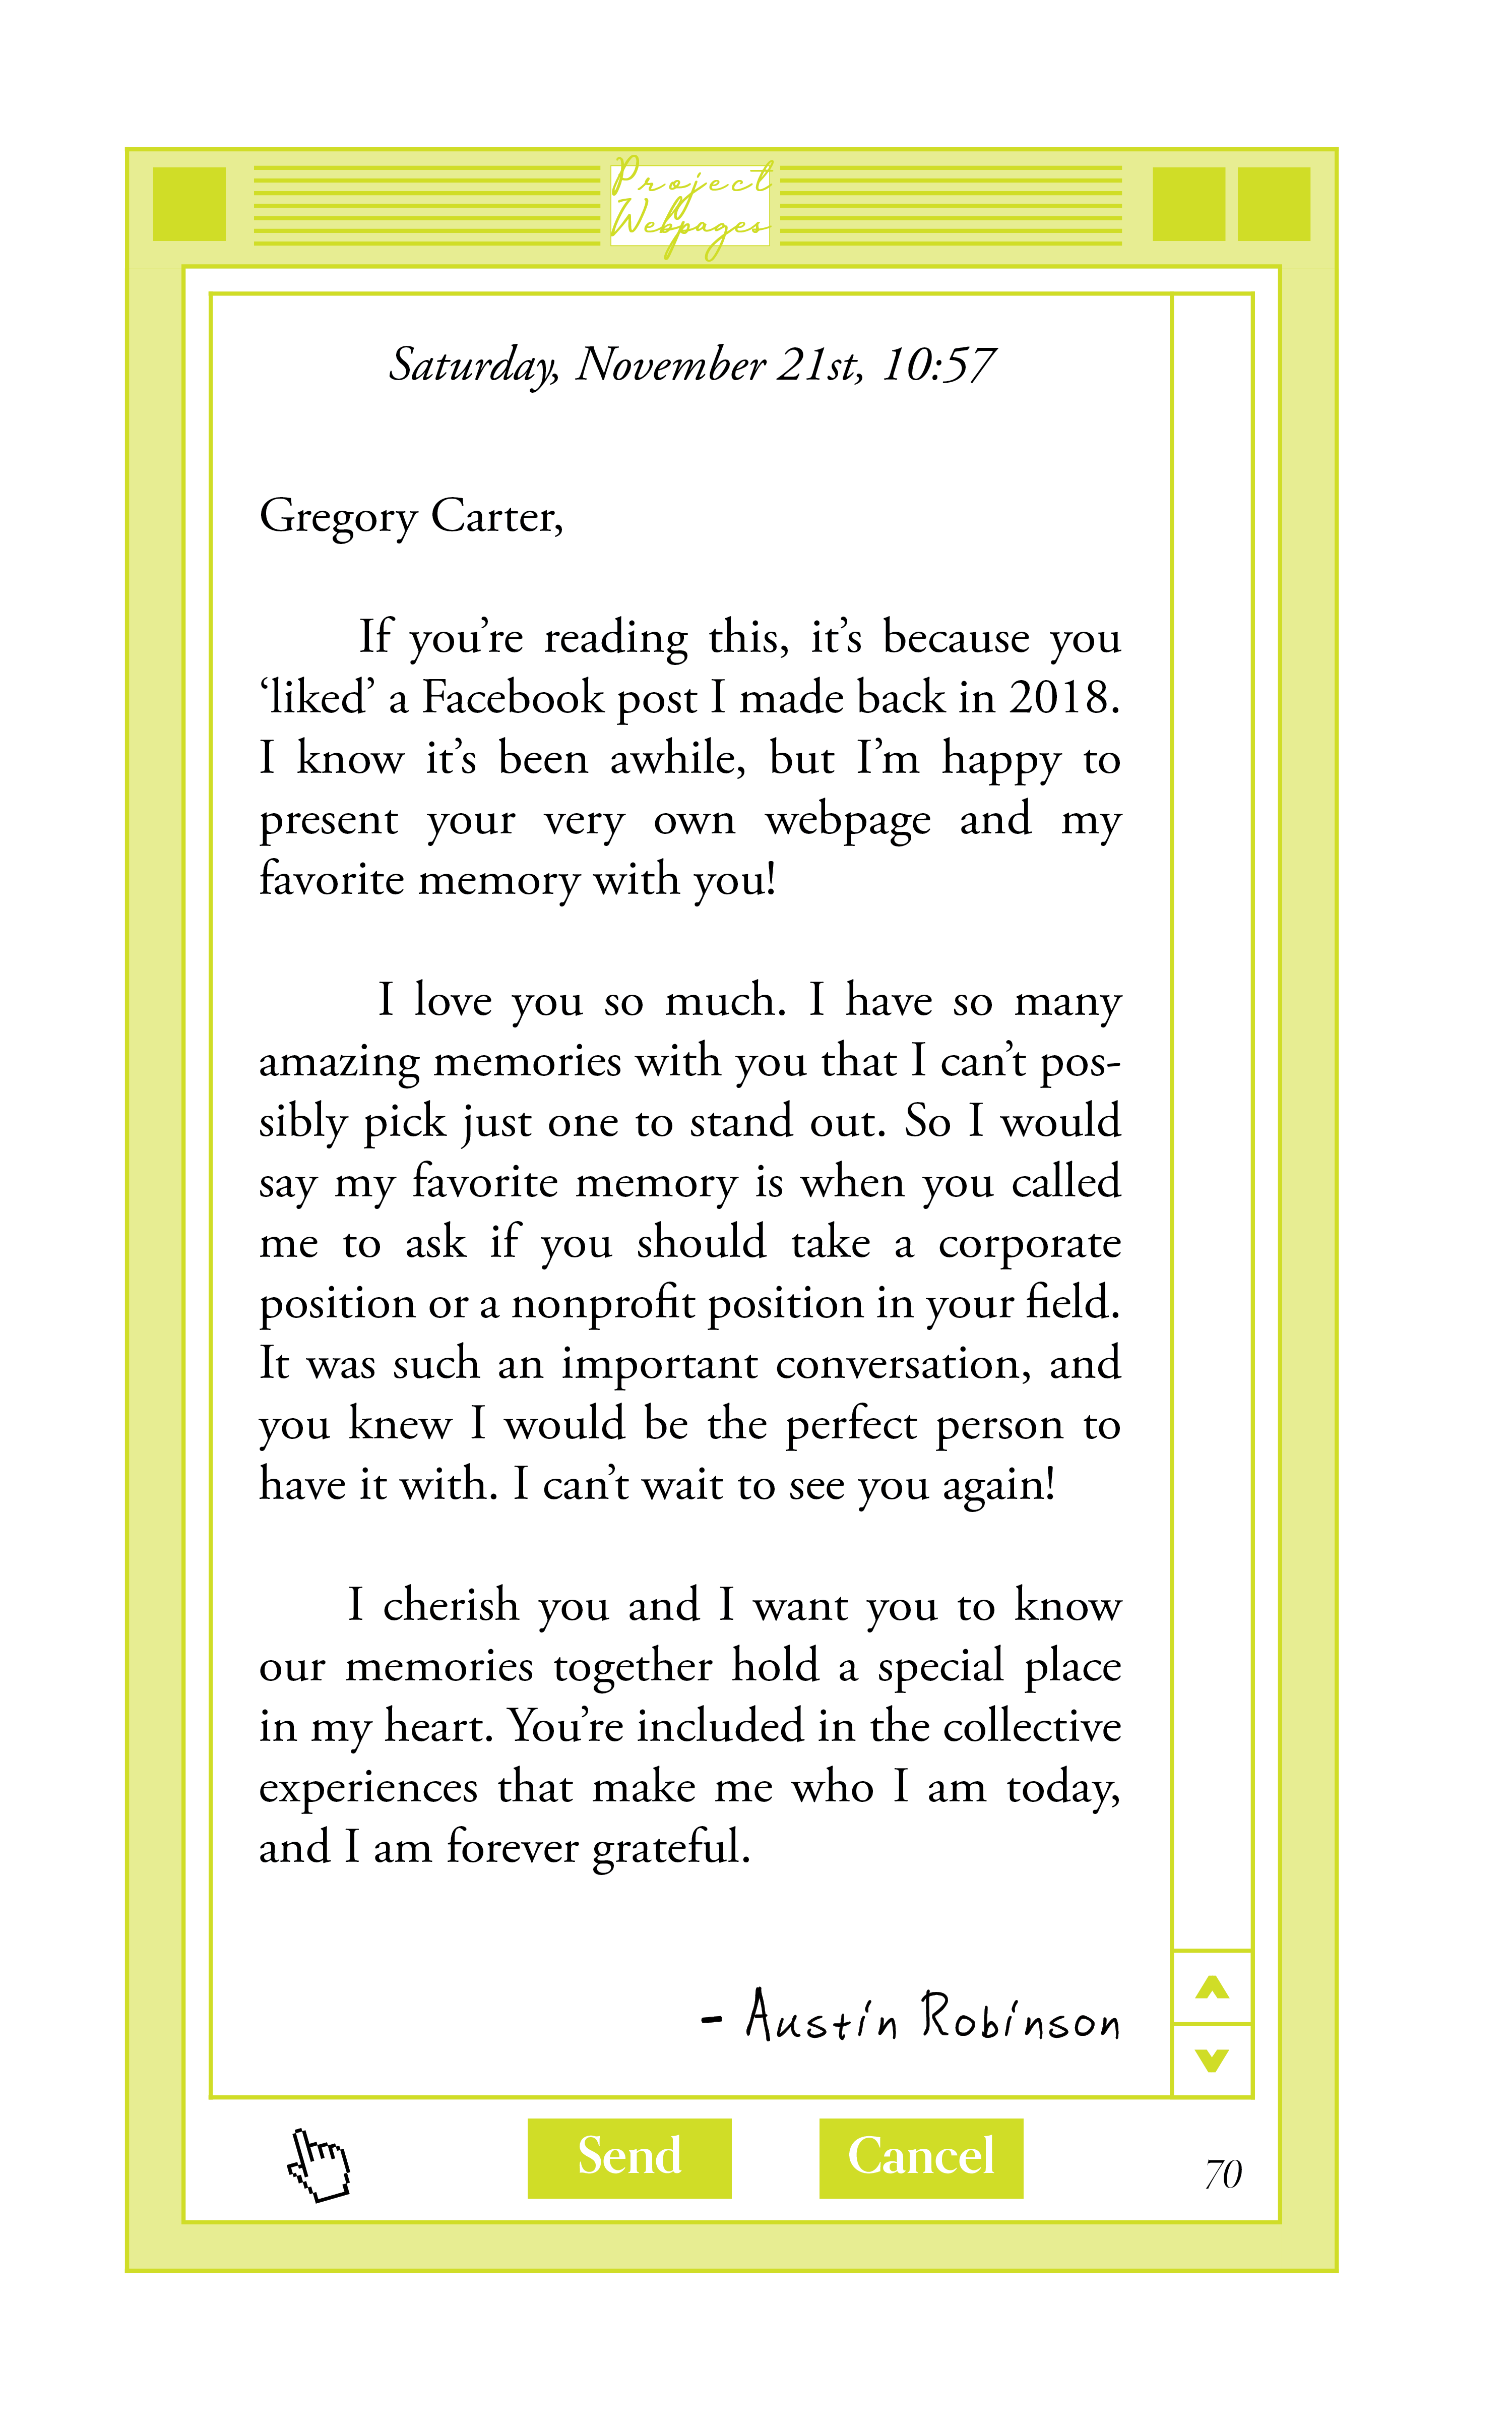 Project
Webpages
Saturday, November 21st, 10:57
Gregory Carter,
If you’re reading this, it’s because you
‘liked’ a Facebook post I made back in 2018.
I know it’s been awhile, but I’m happy to
present your very own webpage and my
favorite memory with you!
I love you so much. I have so many
amazing memories with you that I can’t pos-
sibly pick just one to stand out. So I would
say my favorite memory is when you called
me to ask if you should take a corporate
position or a nonprofit position in your field.
It was such an important conversation, and
you knew I would be the perfect person to
have it with. I can’t wait to see you again!
I cherish you and I want you to know
our memories together hold a special place
in my heart. You’re included in the collective
experiences that make me who I am today,
and I am forever grateful.
- Austin Robinson
Send
Cancel
70